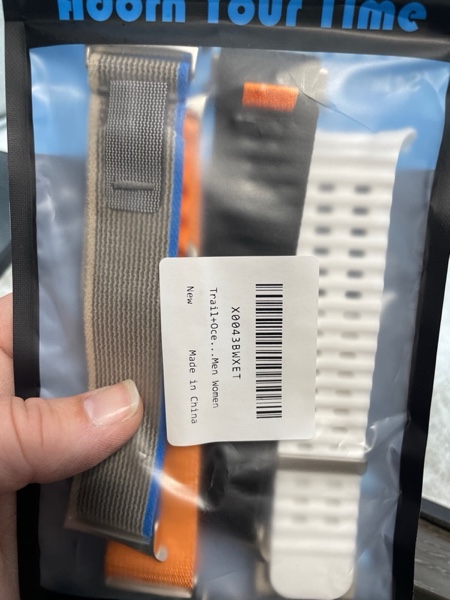 Adorn Your Time
X0043BWXET
Trail+Oce...Men Women
New
Made in China